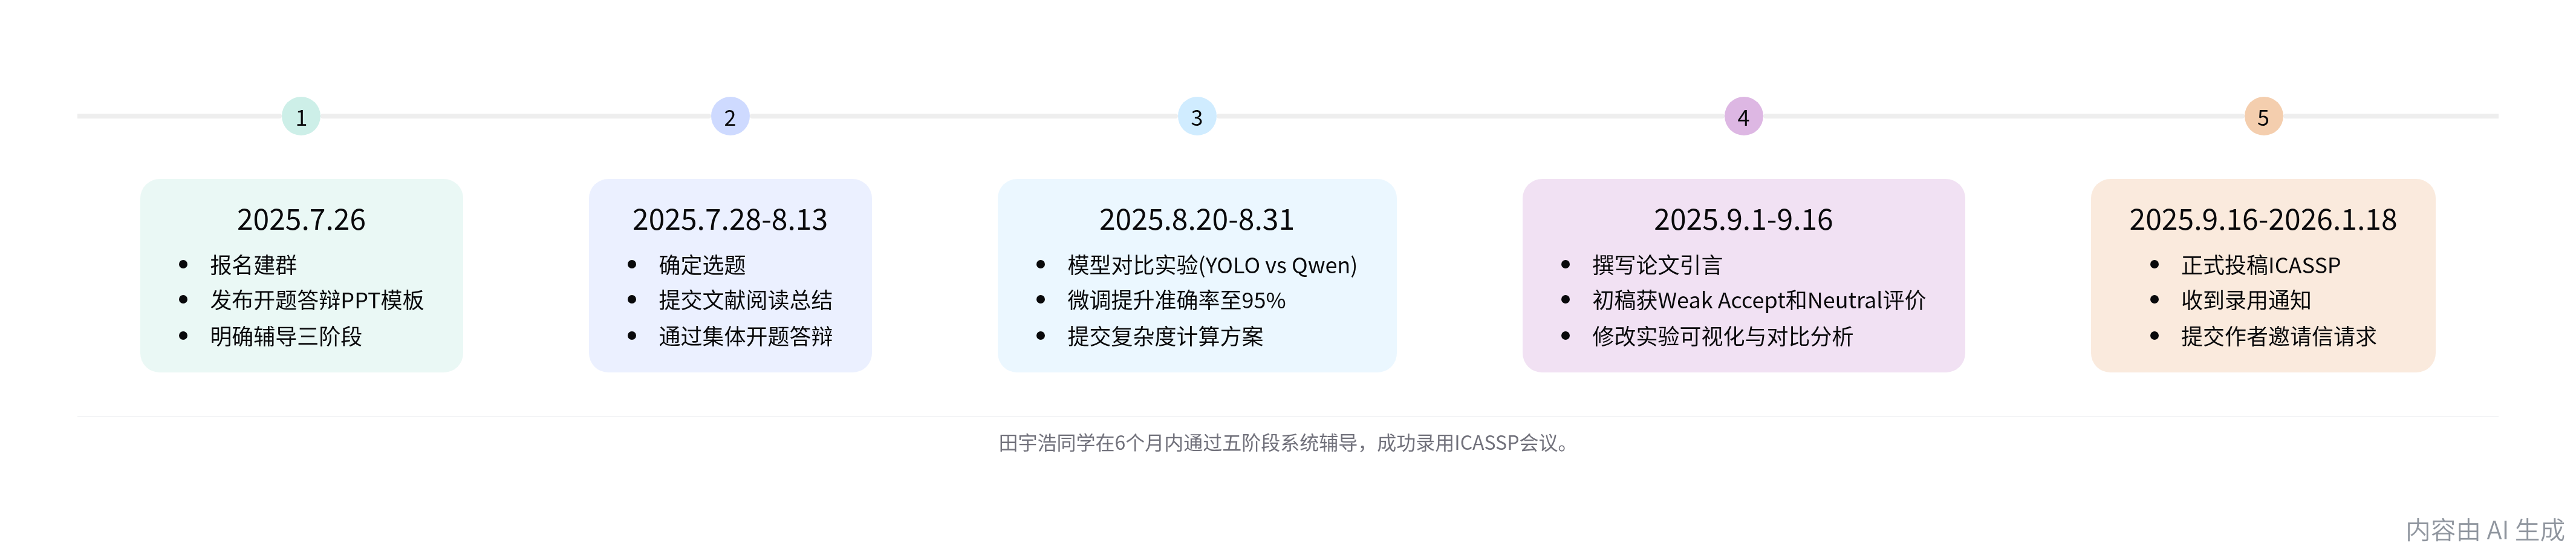 1
2
3
4
5
2025.7.26
• 报名建群
• 发布开题答辩PPT模板
• 明确辅导三阶段
2025.7.28-8.13
• 确定选题
• 提交文献阅读总结
• 通过集体开题答辩
2025.8.20-8.31
• 模型对比实验(YOLO vs Qwen)
• 微调提升准确率至95%
• 提交复杂度计算方案
2025.9.1-9.16
• 撰写论文引言
• 初稿获Weak Accept和Neutral评价
• 修改实验可视化与对比分析
2025.9.16-2026.1.18
• 正式投稿ICASSP
• 收到录用通知
• 提交作者邀请信请求
田宇浩同学在6个月内通过五阶段系统辅导，成功录用ICASSP会议。
内容由 AI 生成